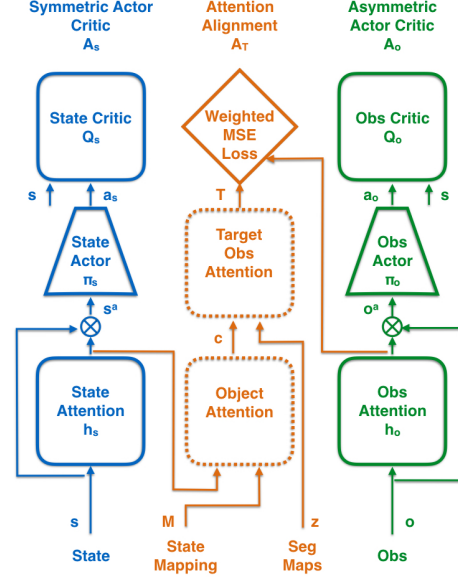 Symmetric Actor
Critic
As
Attention
Alignment
AT
Asymmetric
Actor Critic
Ao
State Critic
Qs
Weighted
MSE
Loss
Obs Critic
Qo
s
as
T
ao
s
State
Actor
πs
Target
Obs
Attention
Obs
Actor
πo
sa
oa
c
State
Attention
hs
Object
Attention
Obs
Attention
ho
s
M
z
o
State
State
Mapping
Seg
Maps
Obs